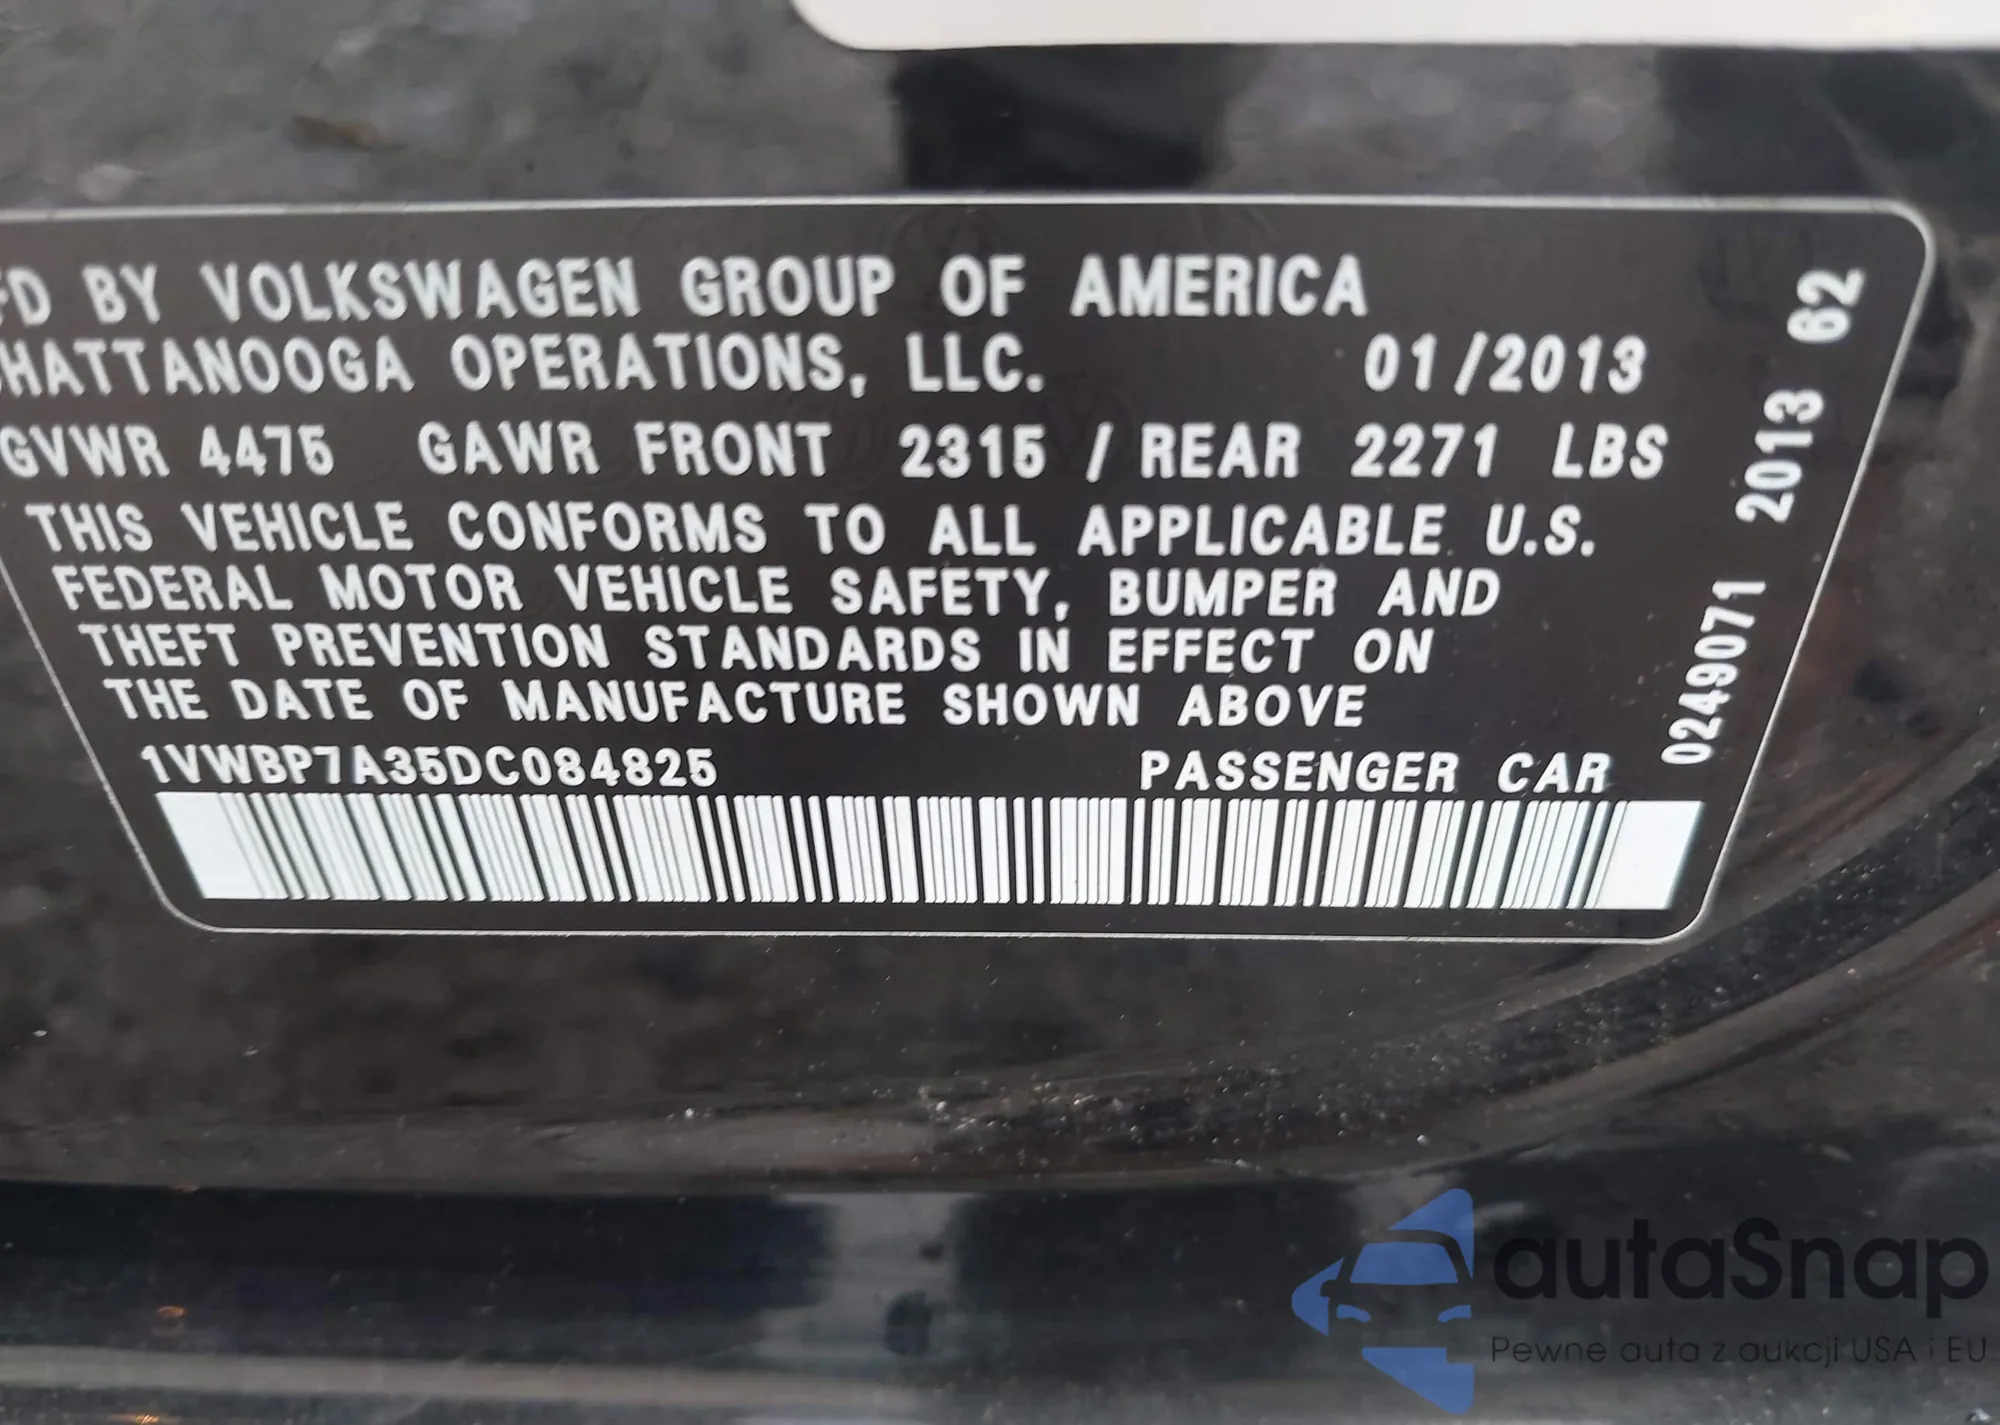 FD BY VOLKSWAGEN GROUP OF AMERICA
HATTANOOGA OPERATIONS, LLC. 01/2013
GVWR 4475 GAWR FRONT 2315 / REAR 2271 LBS
THIS VEHICLE CONFORMS TO ALL APPLICABLE U.S.
FEDERAL MOTOR VEHICLE SAFETY, BUMPER AND
THEFT PREVENTION STANDARDS IN EFFECT ON
THE DATE OF MANUFACTURE SHOWN ABOVE
1VWBP7A35DC084825 PASSENGER CAR
0249071 2013 62
autaSnap
Pewne auta z aukcji USA i EU